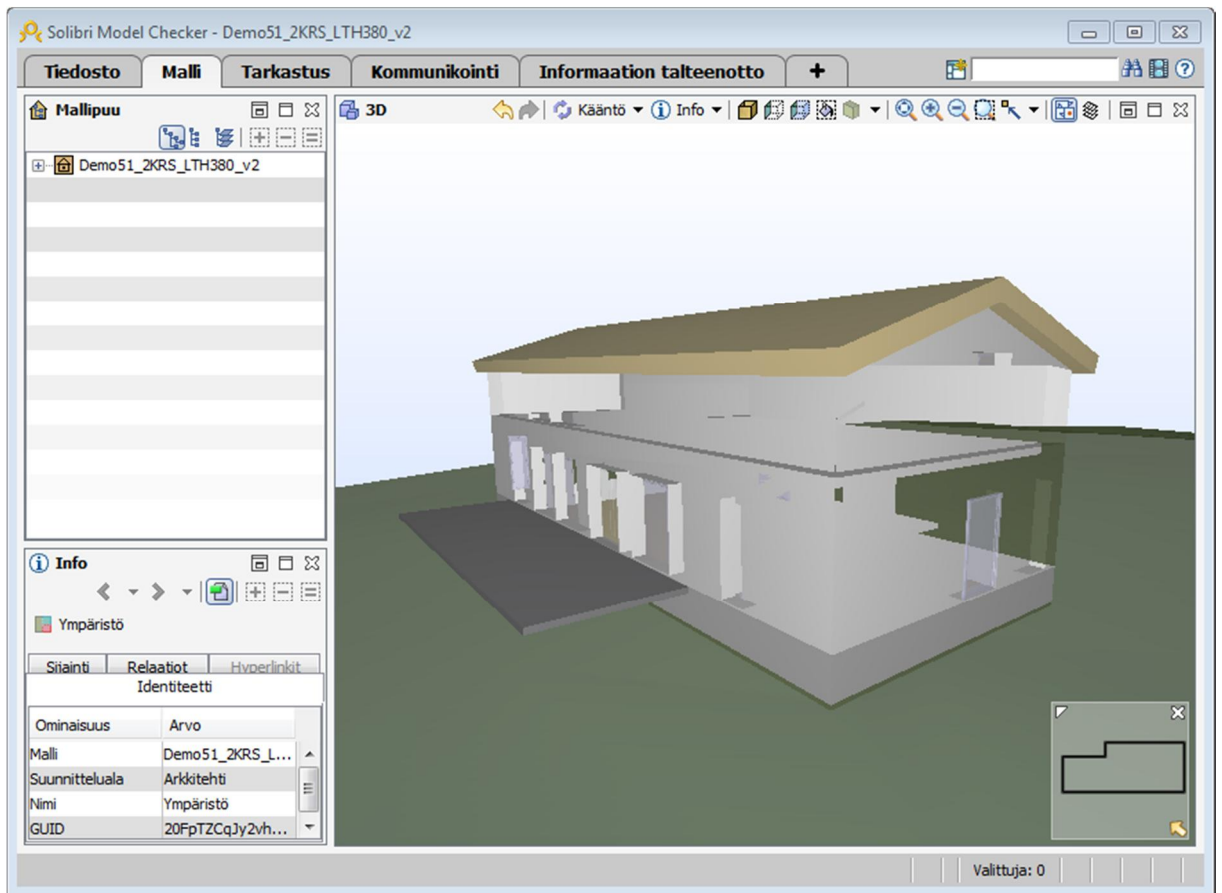 Solibri Model Checker - Demo51_2KRS_LTH380_v2
Tiedosto Malli Tarkastus Kommunikointi Informaation talteenotto +
Mallipuu
3D Kääntö Info
Demo51_2KRS_LTH380_v2
Info
Ympäristö
Sijainti Relaatiot Hyperlinkit
Identiteetti
Ominaisuus Arvo
Malli Demo51_2KRS_L...
Suunnitteluala Arkkitehti
Nimi Ympäristö
GUID 20FpTZCqJy2vh...
Valittuja: 0